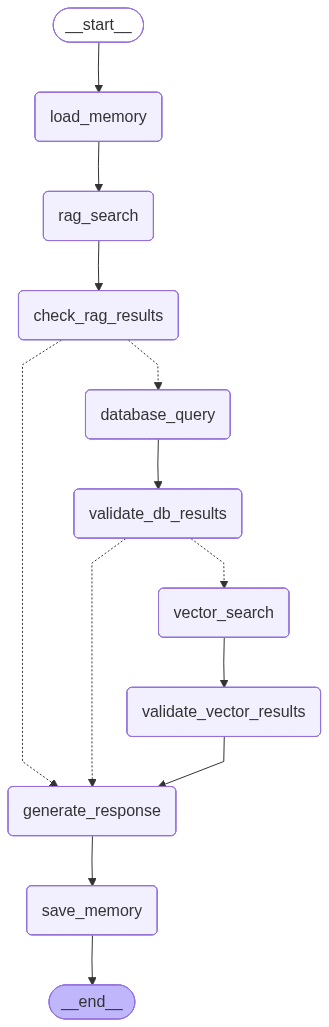 __start__
load_memory
rag_search
check_rag_results
database_query
validate_db_results
vector_search
validate_vector_results
generate_response
save_memory
__end__